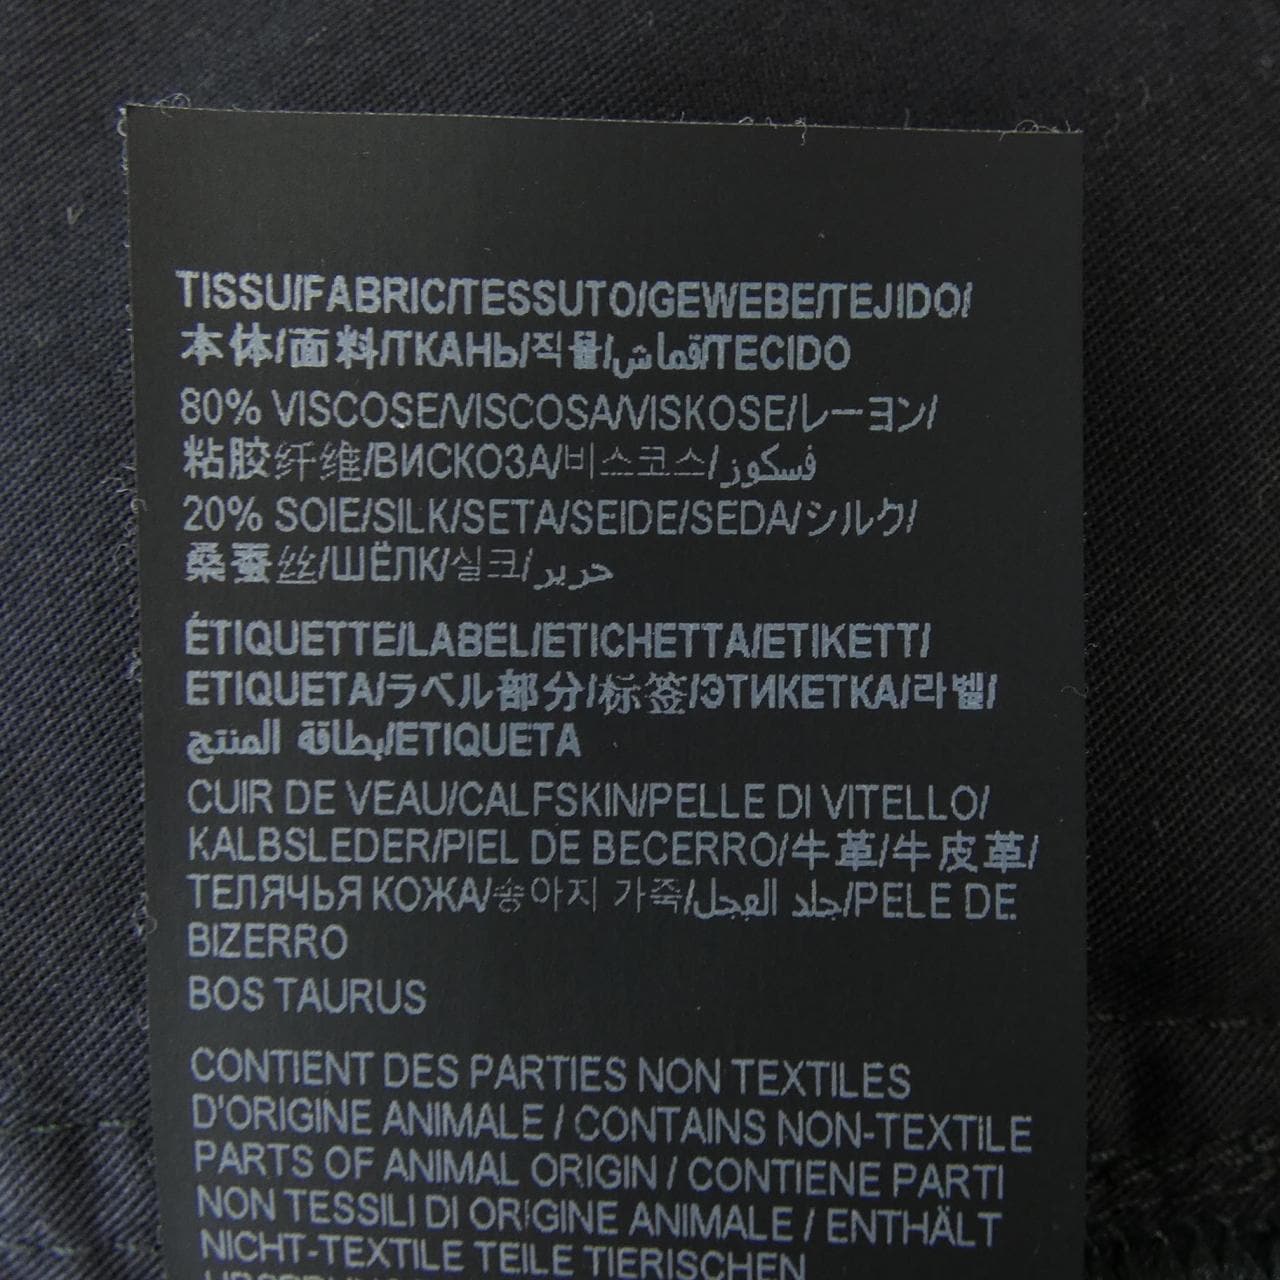 TISSU/FABRIC/TESSUTO/GEWEBE/TEJIDO/
本体/面料/ТКАНЬ/직물/قماش/TECIDO
80% VISCOSE/VISCOSA/VISKOSE/レーヨン/
粘胶纤维/ВИСКОЗА/비스코스/فسكوز
20% SOIE/SILK/SETA/SEIDE/SEDA/シルク/
桑蚕丝/ШЁЛК/실크/حرير
ÉTIQUETTE/LABEL/ETICHETTA/ETIKETT/
ETIQUETA/ラベル部分/标签/ЭТИКЕТКА/라벨/
بطاقة المنتج/ETIQUETA
CUIR DE VEAU/CALFSKIN/PELLE DI VITELLO/
KALBSLEDER/PIEL DE BECERRO/牛革/牛皮革/
ТЕЛЯЧЬЯ КОЖА/송아지 가죽/جلد العجل/PELE DE
BIZERRO
BOS TAURUS
CONTIENT DES PARTIES NON TEXTILES
D'ORIGINE ANIMALE / CONTAINS NON-TEXTILE
PARTS OF ANIMAL ORIGIN / CONTIENE PARTI
NON TESSILI DI ORIGINE ANIMALE / ENTHÄLT
NICHT-TEXTILE TEILE TIERISCHEN